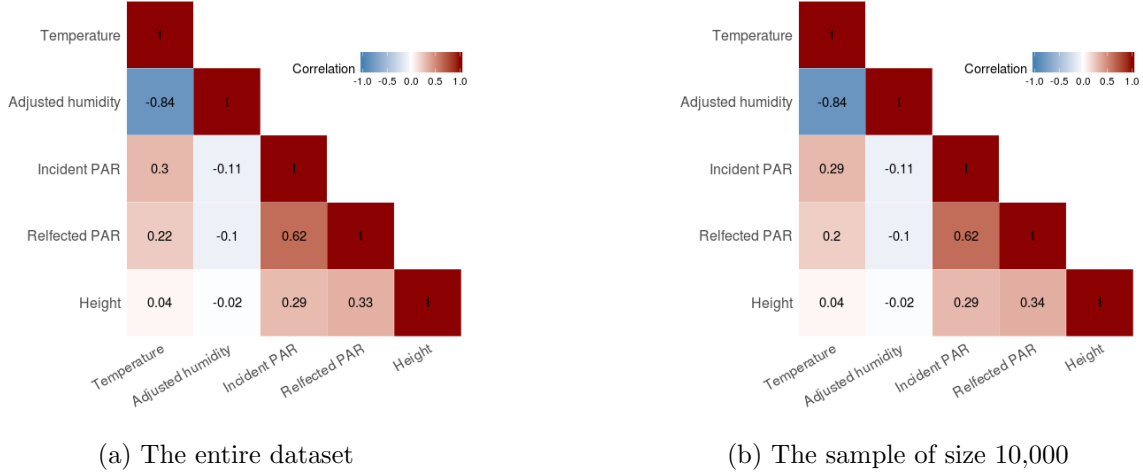 Temperature
1
Correlation
-1.0 -0.5 0.0 0.5 1.0
Adjusted humidity
-0.84 1
Incident PAR
0.3 -0.11 1
Relfected PAR
0.22 -0.1 0.62 1
Height
0.04 -0.02 0.29 0.33 1
Temperature
Adjusted humidity
Incident PAR
Relfected PAR
Height
(a) The entire dataset
Temperature
1
Correlation
-1.0 -0.5 0.0 0.5 1.0
Adjusted humidity
-0.84 1
Incident PAR
0.29 -0.11 1
Relfected PAR
0.2 -0.1 0.62 1
Height
0.04 -0.02 0.29 0.34 1
Temperature
Adjusted humidity
Incident PAR
Relfected PAR
Height
(b) The sample of size 10,000